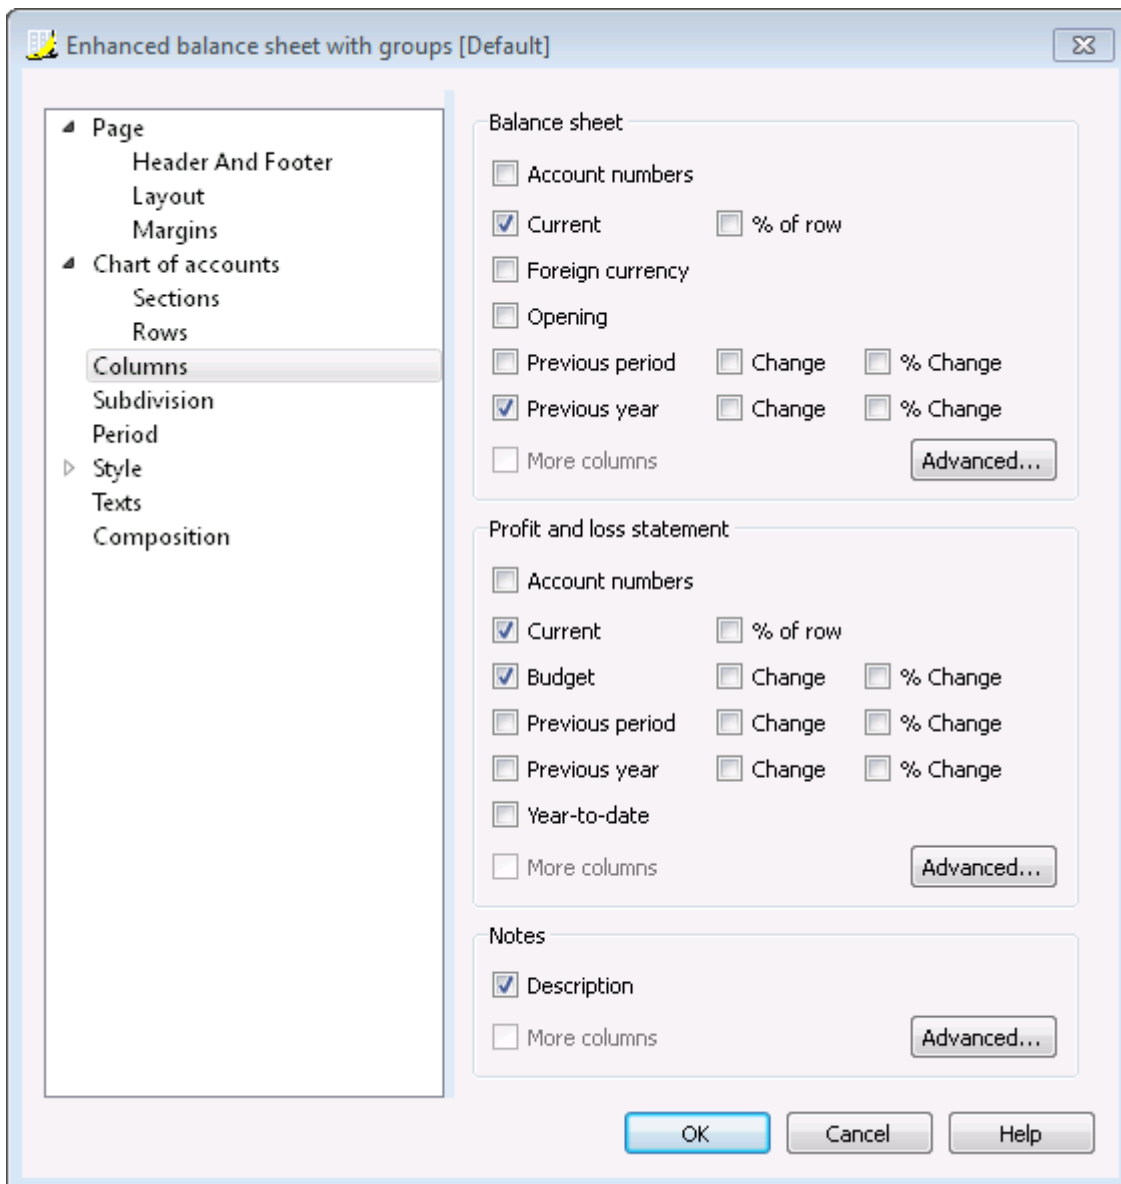 Enhanced balance sheet with groups [Default]
Page
Header And Footer
Layout
Margins
Chart of accounts
Sections
Rows
Columns
Subdivision
Period
Style
Texts
Composition
Balance sheet
Account numbers
Current % of row
Foreign currency
Opening
Previous period Change % Change
Previous year Change % Change
More columns Advanced...
Profit and loss statement
Account numbers
Current % of row
Budget Change % Change
Previous period Change % Change
Previous year Change % Change
Year-to-date
More columns Advanced...
Notes
Description
More columns Advanced...
OK Cancel Help